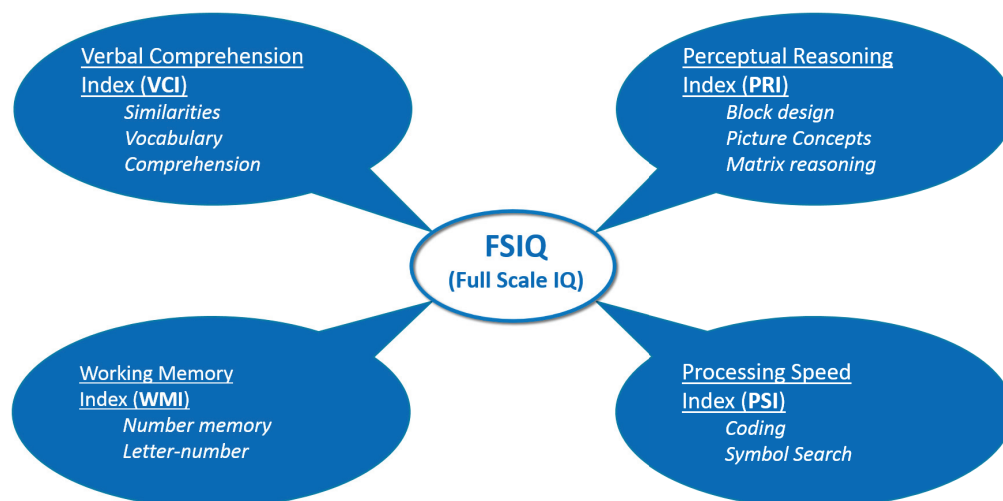 Verbal Comprehension
Index (VCI)
Similarities
Vocabulary
Comprehension
Perceptual Reasoning
Index (PRI)
Block design
Picture Concepts
Matrix reasoning
FSIQ
(Full Scale IQ)
Working Memory
Index (WMI)
Number memory
Letter-number
Processing Speed
Index (PSI)
Coding
Symbol Search